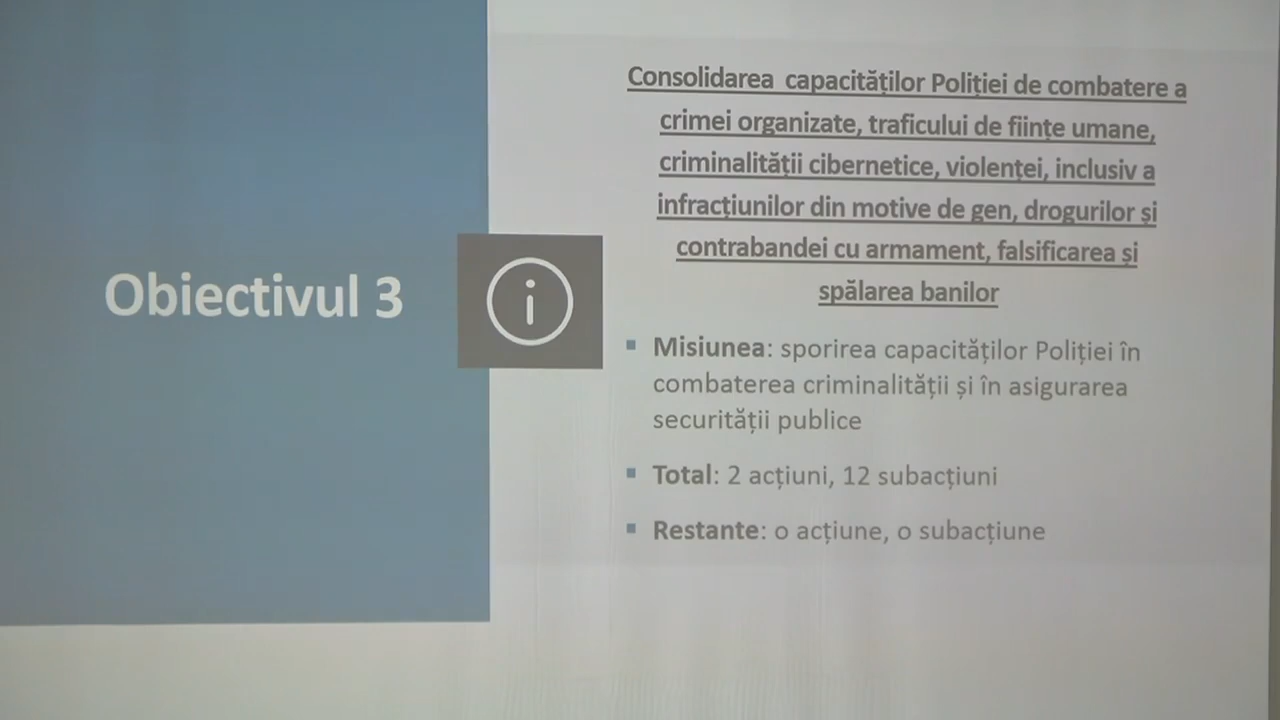 Obiectivul 3
Consolidarea capacităților Poliției de combatere a
crimei organizate, traficului de ființe umane,
criminalității cibernetice, violenței, inclusiv a
infracțiunilor din motive de gen, drogurilor și
contrabandei cu armament, falsificarea și
spălarea banilor
Misiunea: sporirea capacităților Poliției în
combaterea criminalității și în asigurarea
securității publice
Total: 2 acțiuni, 12 subacțiuni
Restante: o acțiune, o subacțiune